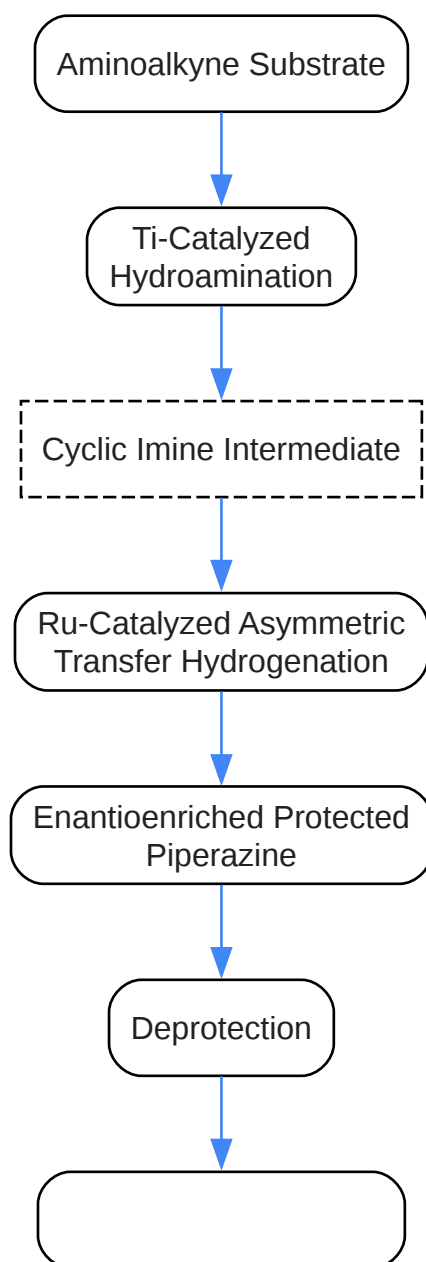 Aminoalkyne Substrate
Ti-Catalyzed
Hydroamination
Cyclic Imine Intermediate
Ru-Catalyzed Asymmetric
Transfer Hydrogenation
Enantioenriched Protected
Piperazine
Deprotection